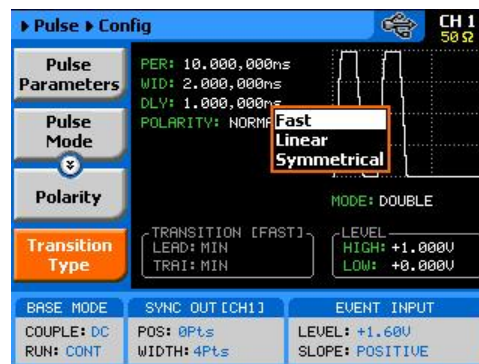 Pulse Config
CH 1
50 Ω
Pulse
Parameters
Pulse
Mode
Polarity
Transition
Type
PER: 10.000,000ns
WID: 2.000,000ns
DLY: 1.000,000ns
POLARITY: NORMA
Fast
Linear
Symmetrical
MODE: DOUBLE
TRANSITION [FAST]
LEAD: MIN
TRAI: MIN
LEVEL
HIGH: +1.000V
LOW: +0.000V
BASE MODE
COUPLE: DC
RUN: CONT
SYNC OUT [CH1]
POS: 0Pts
WIDTH: 4Pts
EVENT INPUT
LEVEL: +1.60V
SLOPE: POSITIVE